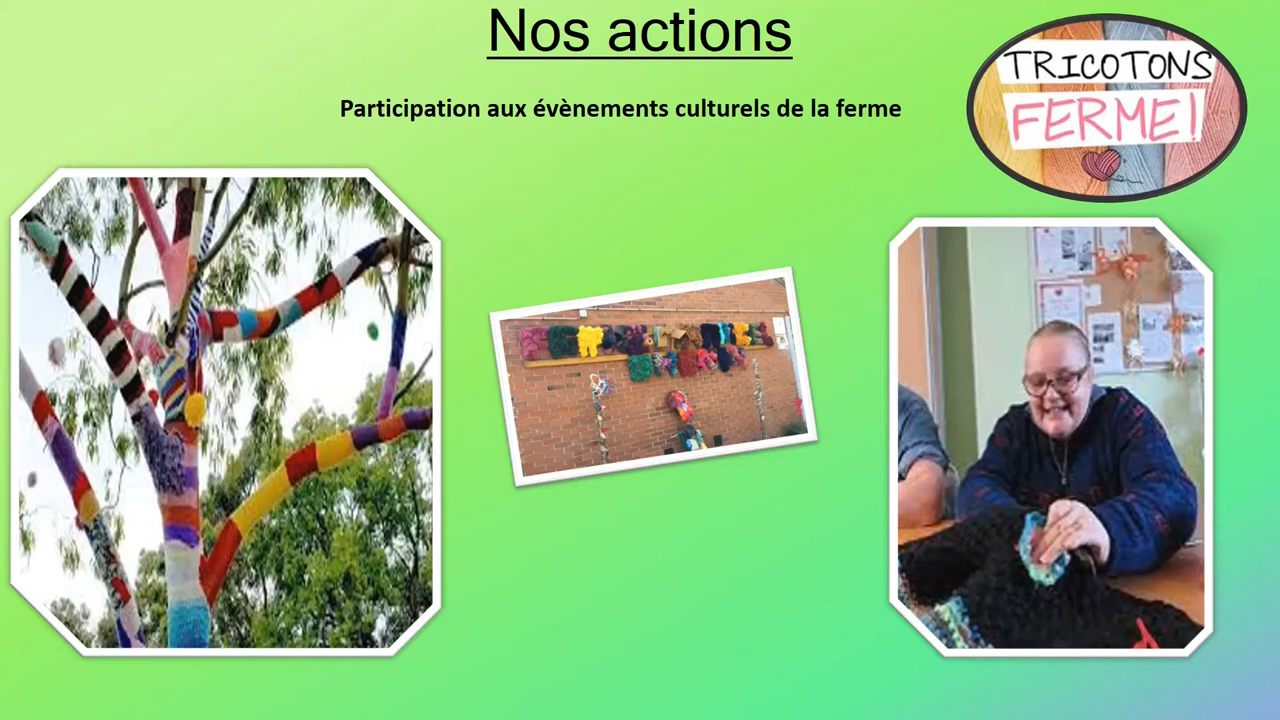 Nos actions
Participation aux évènements culturels de la ferme
TRICOTONS
FERME!